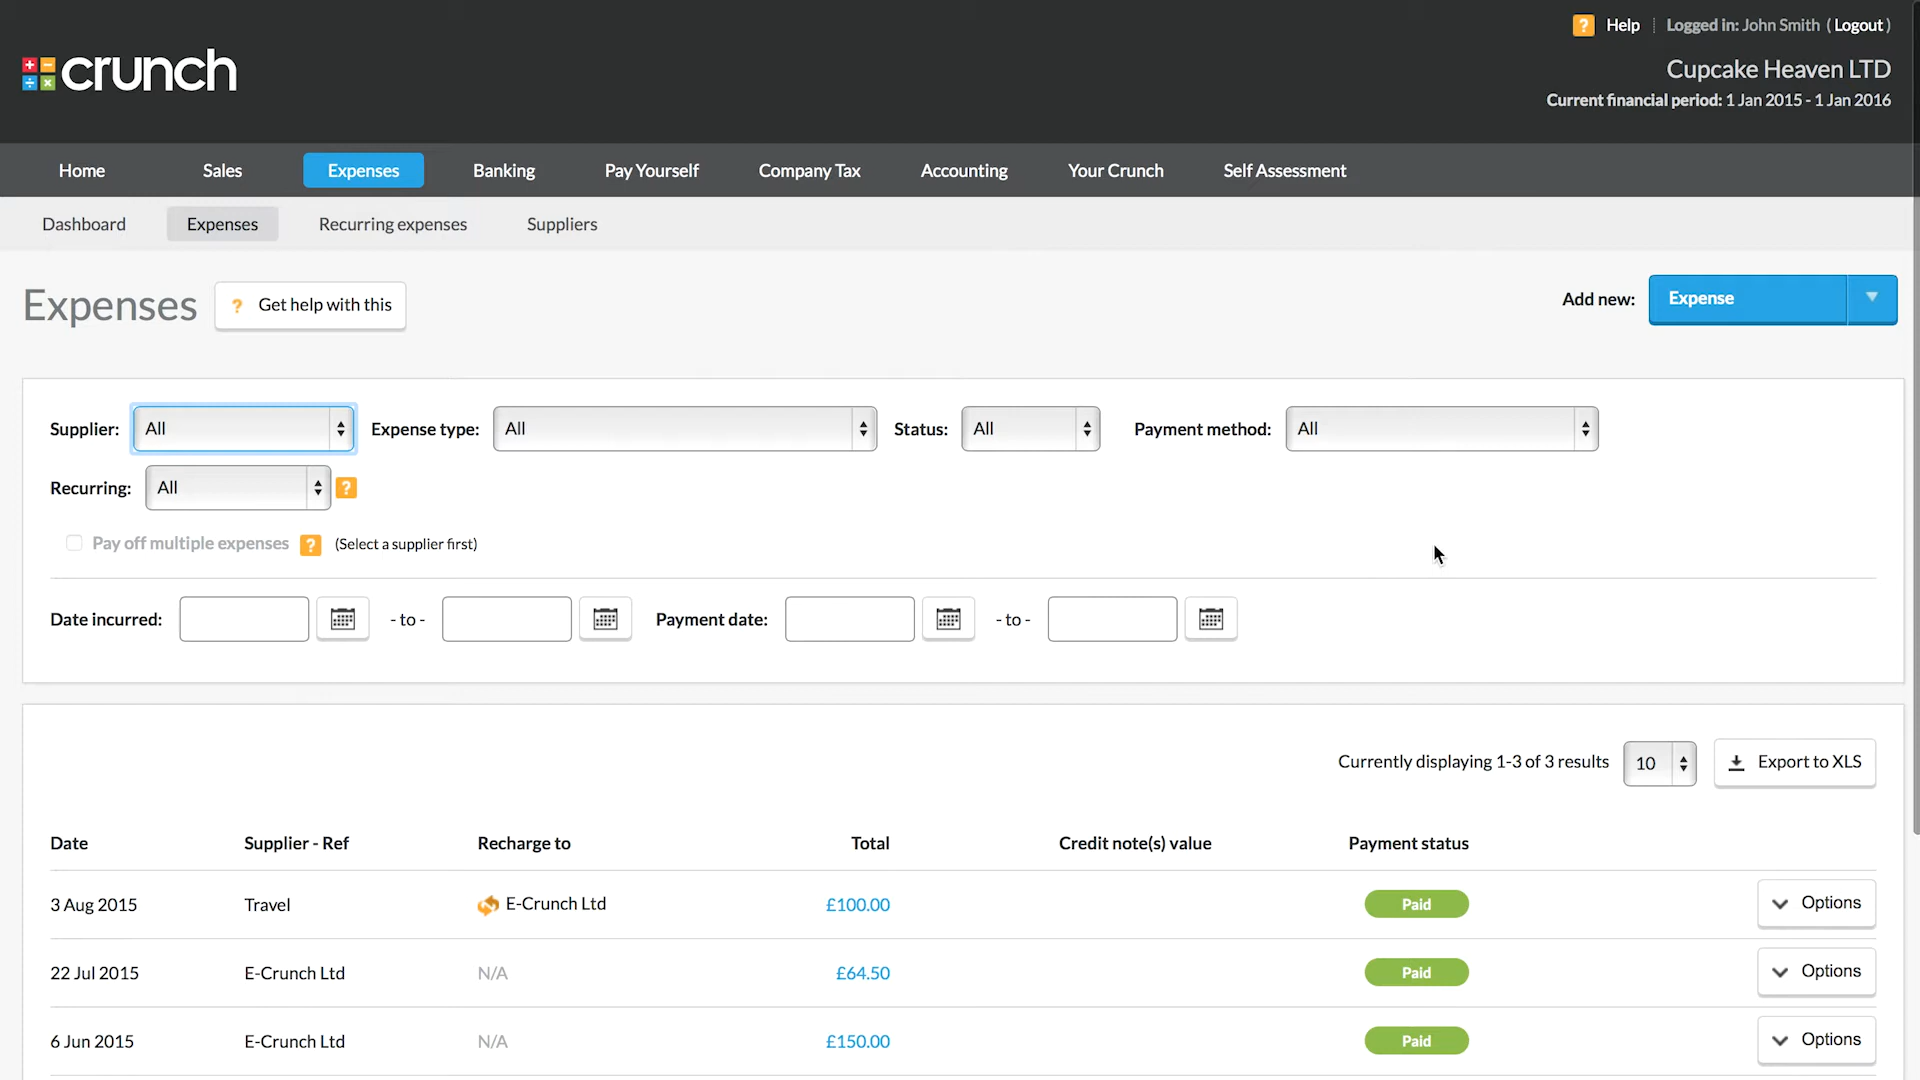 ? Help Logged in: John Smith ( Logout )
crunch
Cupcake Heaven LTD
Current financial period: 1 Jan 2015 - 1 Jan 2016
Home Sales Expenses Banking Pay Yourself Company Tax Accounting Your Crunch Self Assessment
Dashboard Expenses Recurring expenses Suppliers
Expenses ? Get help with this Add new: Expense
Supplier: All Expense type: All Status: All Payment method: All
Recurring: All ?
Pay off multiple expenses ? (Select a supplier first)
Date incurred: - to - Payment date: - to -
Currently displaying 1-3 of 3 results 10 Export to XLS
Date Supplier - Ref Recharge to Total Credit note(s) value Payment status
3 Aug 2015 Travel E-Crunch Ltd £100.00 Paid Options
22 Jul 2015 E-Crunch Ltd N/A £64.50 Paid Options
6 Jun 2015 E-Crunch Ltd N/A £150.00 Paid Options